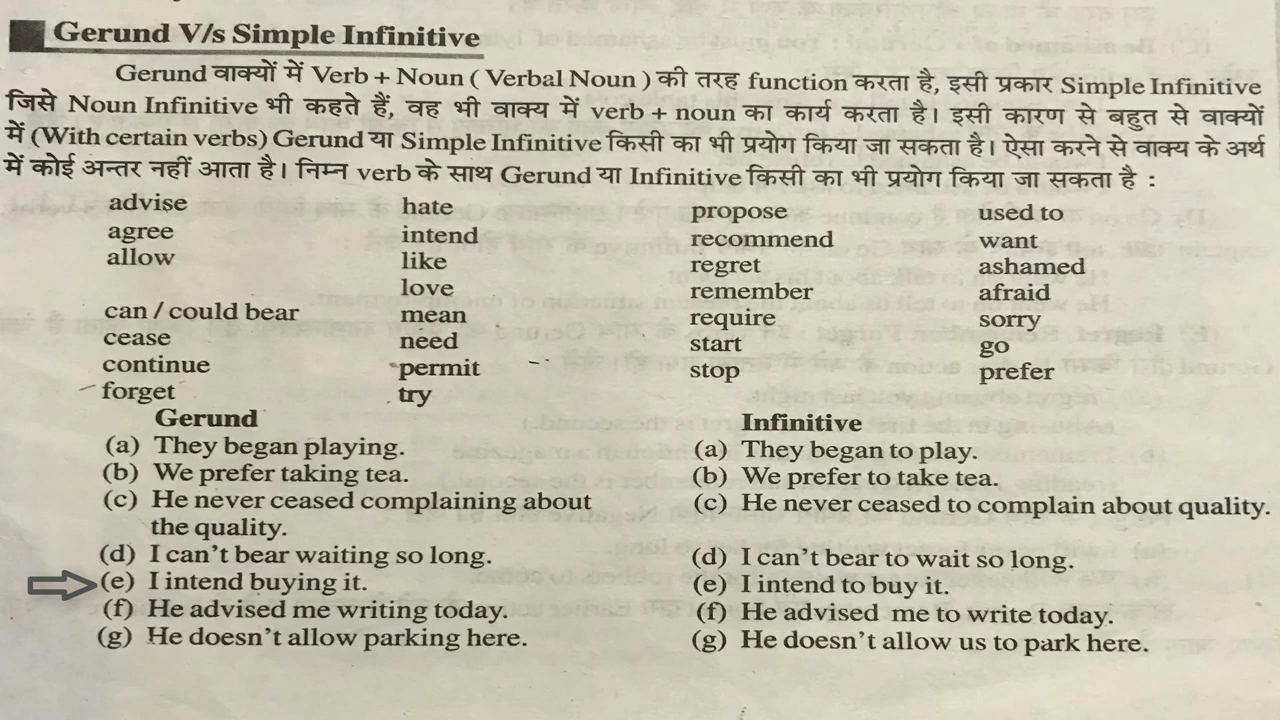 Gerund V/s Simple Infinitive
Gerund वाक्यों में Verb + Noun ( Verbal Noun ) की तरह function करता है, इसी प्रकार Simple Infinitive
जिसे Noun Infinitive भी कहते हैं, वह भी वाक्य में verb + noun का कार्य करता है। इसी कारण से बहुत से वाक्यों
में (With certain verbs) Gerund या Simple Infinitive किसी का भी प्रयोग किया जा सकता है। ऐसा करने से वाक्य के अर्थ
में कोई अन्तर नहीं आता है। निम्न verb के साथ Gerund या Infinitive किसी का भी प्रयोग किया जा सकता है :
advise hate propose used to
agree intend recommend want
allow like regret ashamed
love remember afraid
can / could bear mean require sorry
cease need start go
continue permit stop prefer
forget try
Gerund Infinitive
(a) They began playing. (a) They began to play.
(b) We prefer taking tea. (b) We prefer to take tea.
(c) He never ceased complaining about (c) He never ceased to complain about quality.
the quality.
(d) I can't bear waiting so long. (d) I can't bear to wait so long.
(e) I intend buying it. (e) I intend to buy it.
(f) He advised me writing today. (f) He advised me to write today.
(g) He doesn't allow parking here. (g) He doesn't allow us to park here.